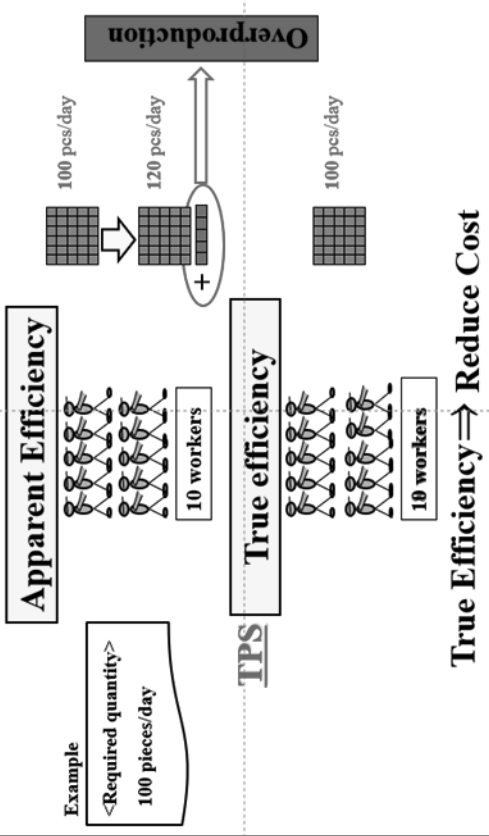 Apparent Efficiency
Example
<Required quantity>
100 pieces/day
10 workers
100 pcs/day
120 pcs/day
+
Overproduction
TPS
True efficiency
workers
100 pcs/day
True Efficiency⇒ Reduce Cost